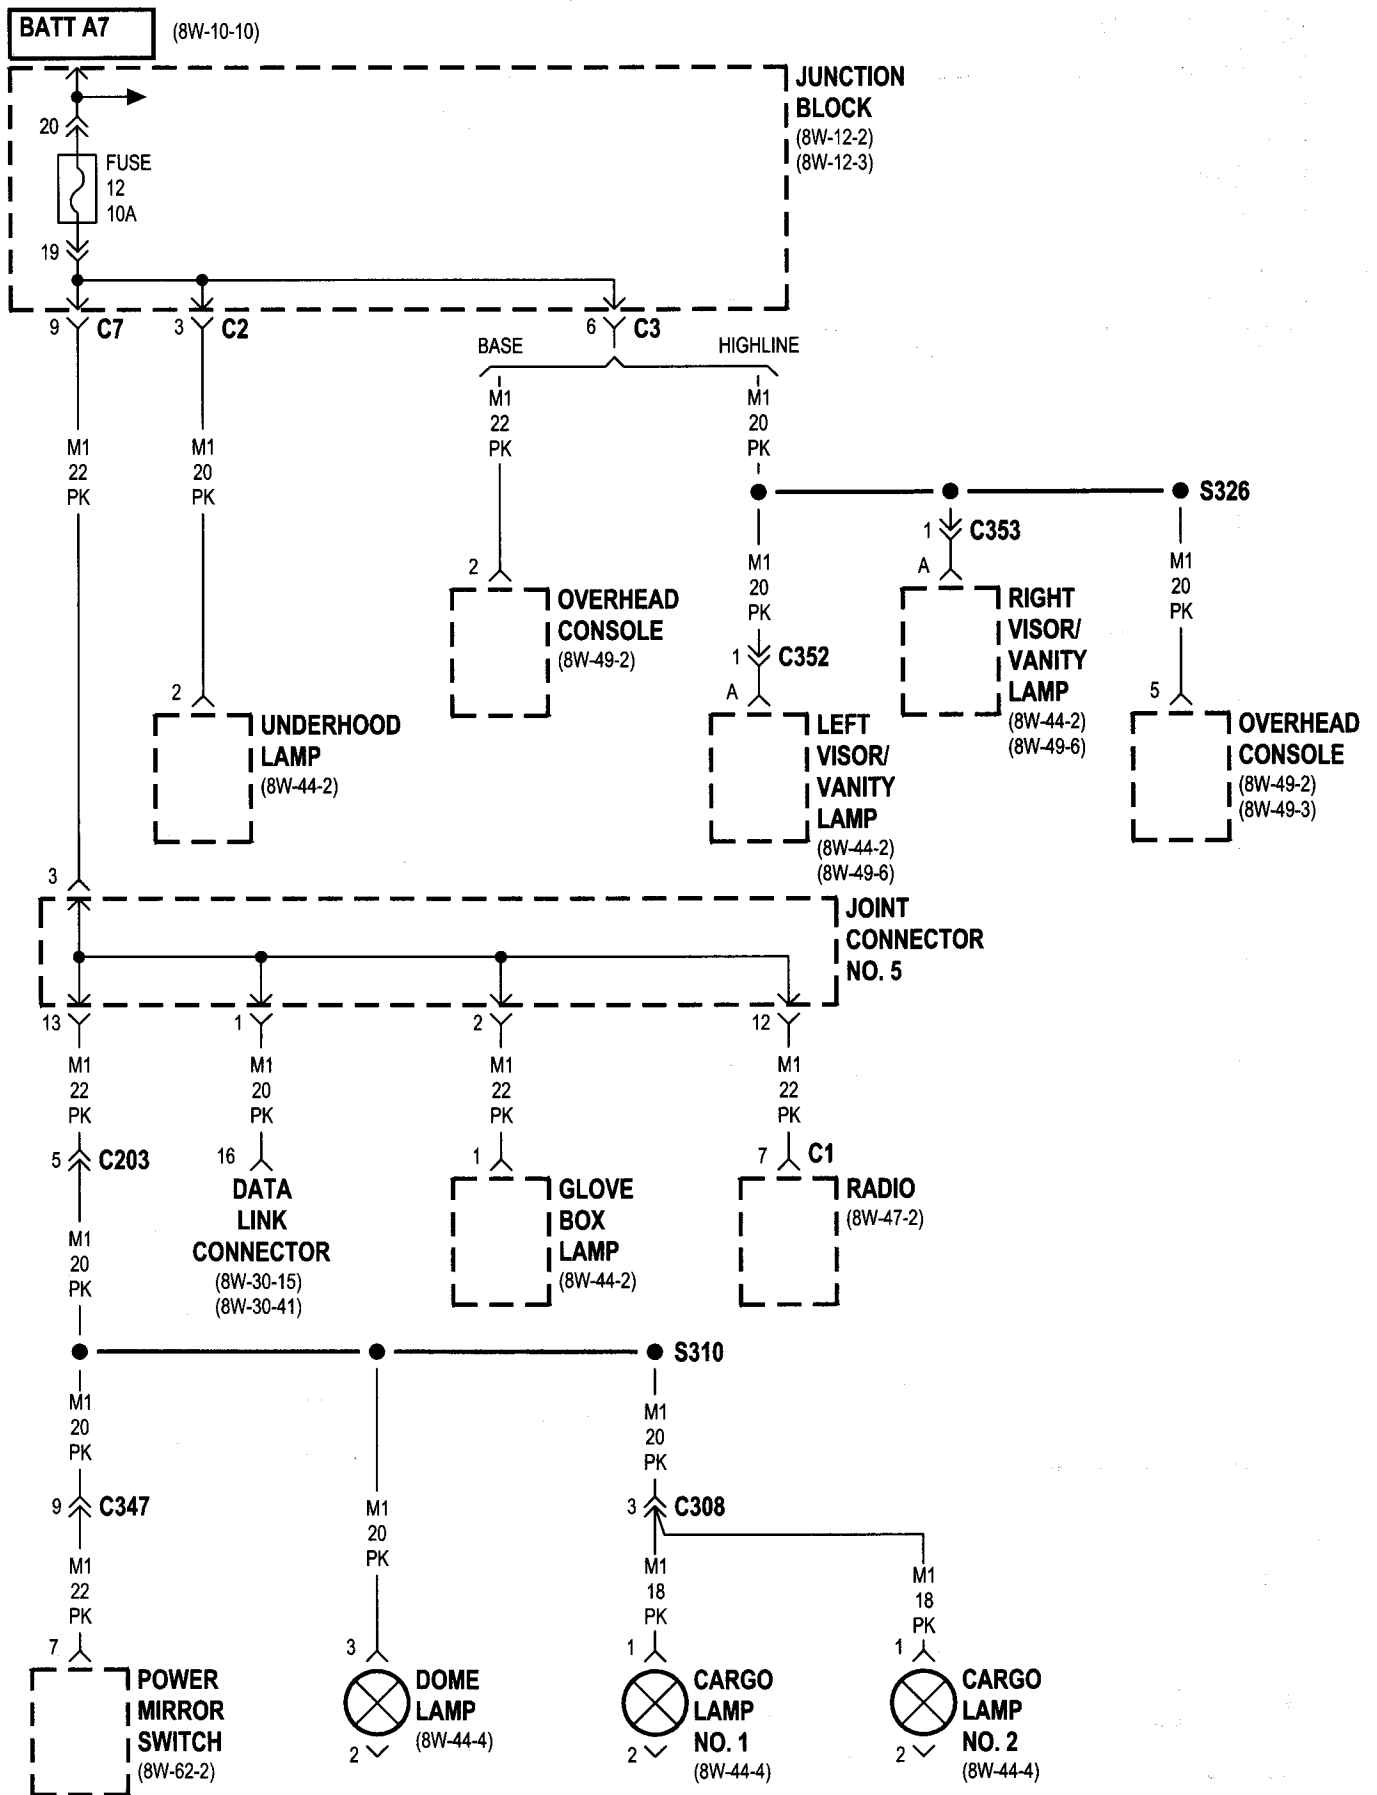 BATT A7
(8W-10-10)
JUNCTION
BLOCK
(8W-12-2)
(8W-12-3)
20
FUSE
12
10A
19
9
C7
3
C2
6
C3
BASE
HIGHLINE
M1
22
PK
M1
20
PK
M1
22
PK
M1
20
PK
S326
1
C353
A
RIGHT
VISOR/
VANITY
LAMP
(8W-44-2)
(8W-49-6)
M1
20
PK
M1
20
PK
2
OVERHEAD
CONSOLE
(8W-49-2)
1
C352
A
LEFT
VISOR/
VANITY
LAMP
(8W-44-2)
(8W-49-6)
5
OVERHEAD
CONSOLE
(8W-49-2)
(8W-49-3)
2
UNDERHOOD
LAMP
(8W-44-2)
3
JOINT
CONNECTOR
NO. 5
13
1
2
12
M1
22
PK
M1
20
PK
M1
22
PK
M1
22
PK
5
C203
16
DATA
LINK
CONNECTOR
(8W-30-15)
(8W-30-41)
1
GLOVE
BOX
LAMP
(8W-44-2)
7
C1
RADIO
(8W-47-2)
M1
20
PK
S310
M1
20
PK
M1
20
PK
M1
20
PK
9
C347
3
C308
M1
22
PK
M1
18
PK
M1
18
PK
7
POWER
MIRROR
SWITCH
(8W-62-2)
3
DOME
LAMP
(8W-44-4)
2
1
CARGO
LAMP
NO. 1
(8W-44-4)
2
1
CARGO
LAMP
NO. 2
(8W-44-4)
2